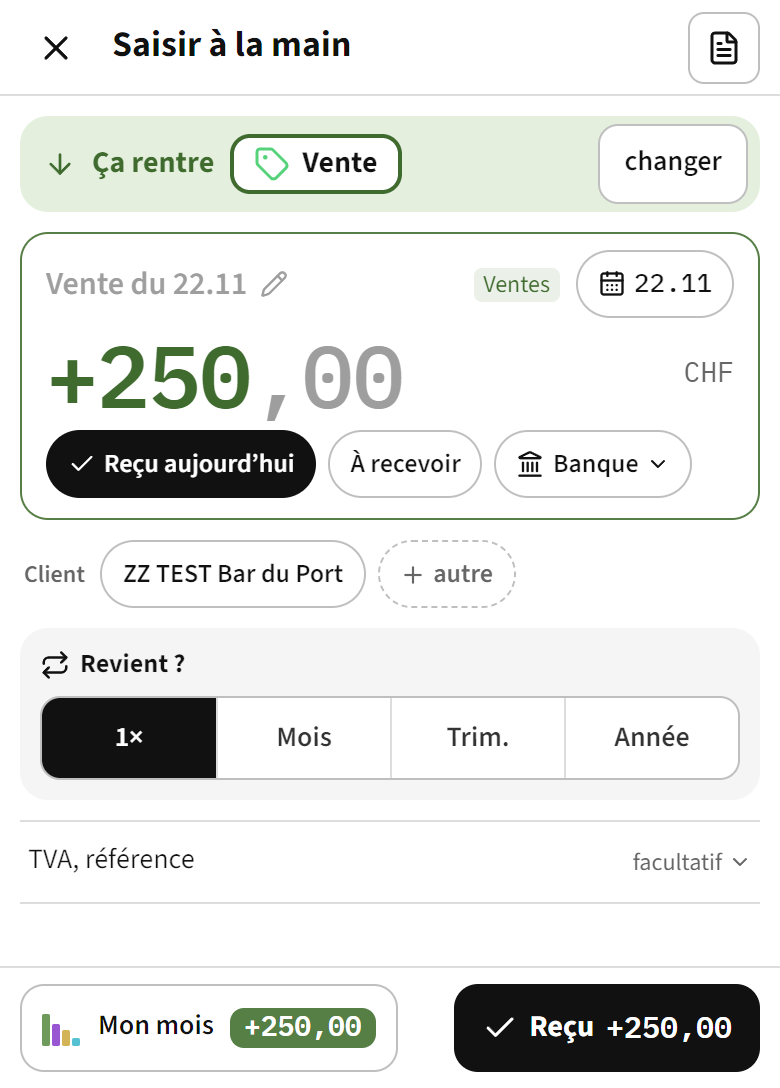 Saisir à la main
Ça rentre Vente changer
Vente du 22.11 Ventes 22.11
+250,00 CHF
Reçu aujourd’hui À recevoir Banque
Client ZZ TEST Bar du Port + autre
Revient ?
1× Mois Trim. Année
TVA, référence facultatif
Mon mois +250,00 Reçu +250,00